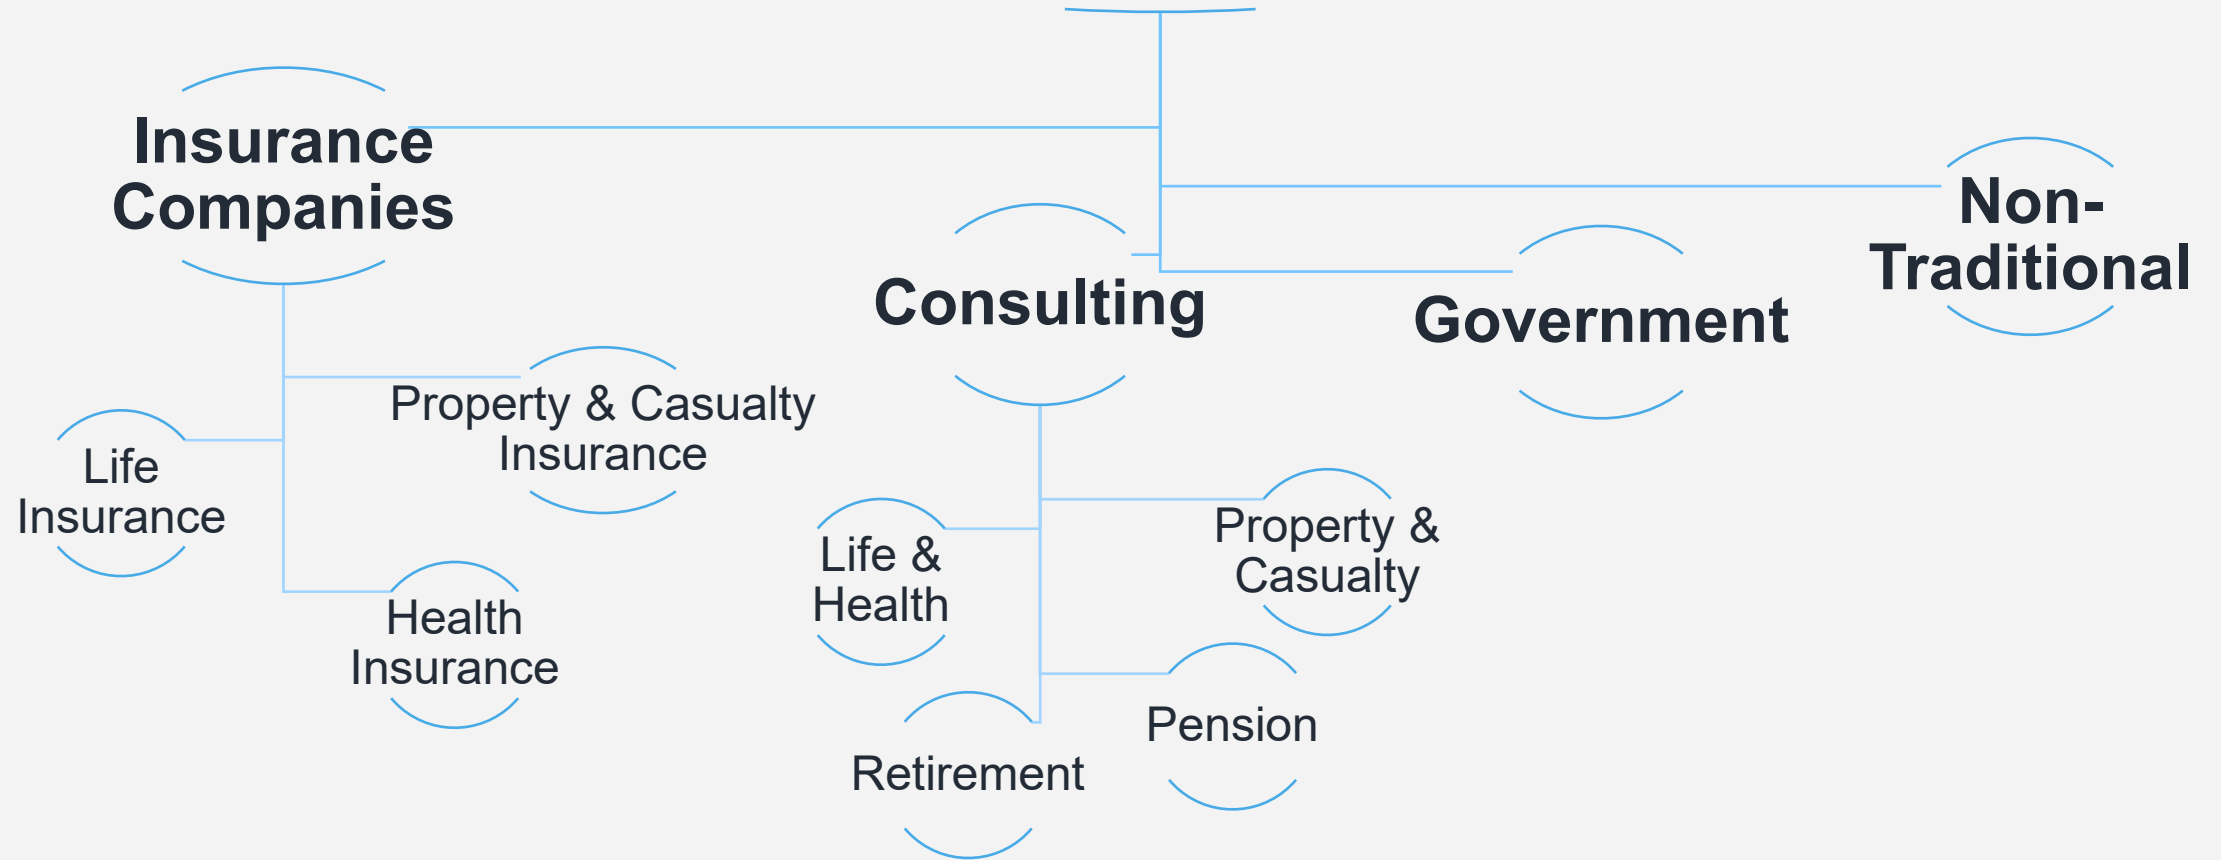 Insurance
Companies
Life
Insurance
Property & Casualty
Insurance
Health
Insurance
Consulting
Life &
Health
Property &
Casualty
Retirement
Pension
Government
Non-
Traditional